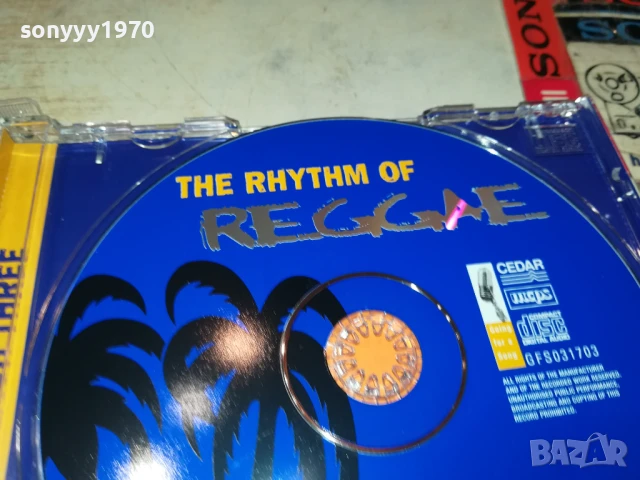 sonyyy1970
THE RHYTHM OF
REGGAE
THREE
CEDAR
mcps
COMPACT
disc
DIGITAL AUDIO
Going
for a
Song
GFS031703
ALL RIGHTS OF THE MANUFACTURER
AND OF THE RECORDED WORK RESERVED.
UNAUTHORISED PUBLIC PERFORMANCE,
BROADCASTING AND COPYING OF THIS
RECORD PROHIBITED.
SON
BAZAR